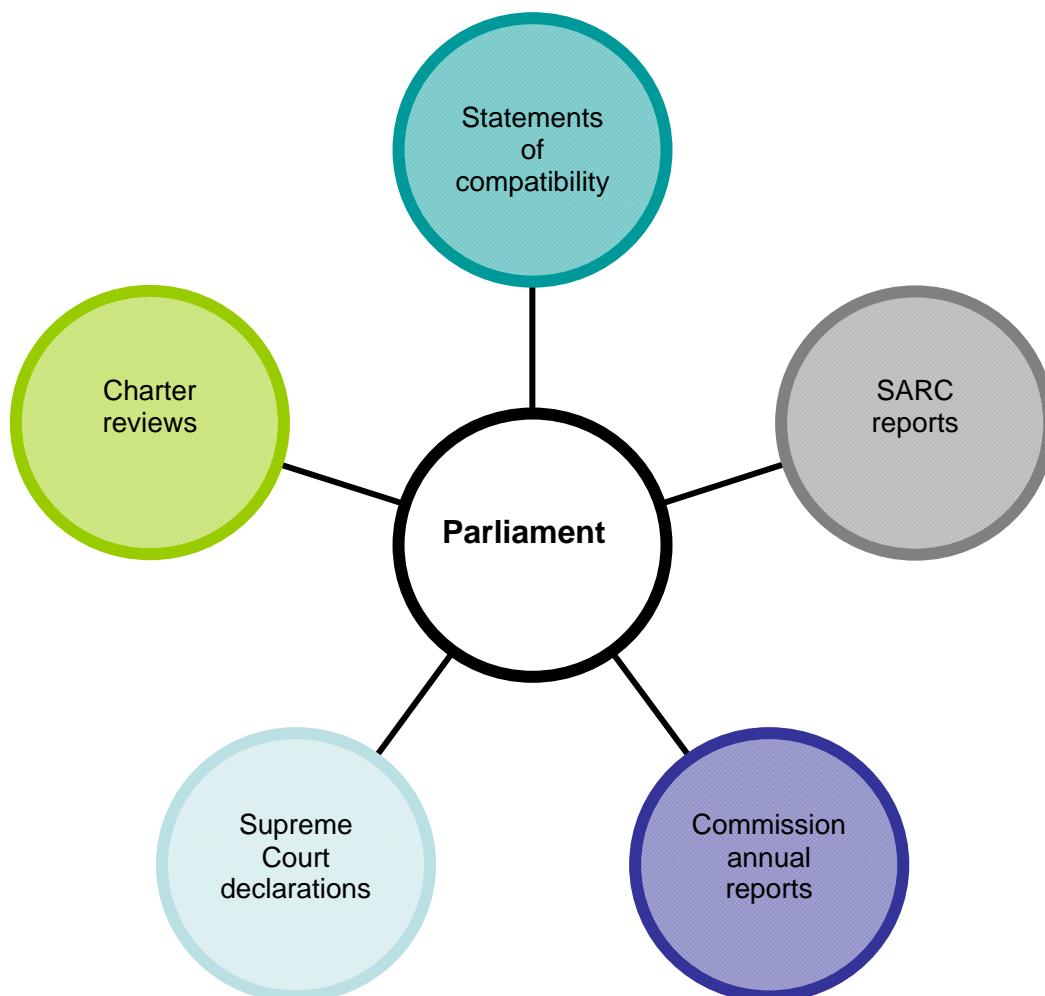 Statements
of
compatibility
Charter
reviews
SARC
reports
Parliament
Supreme
Court
declarations
Commission
annual
reports